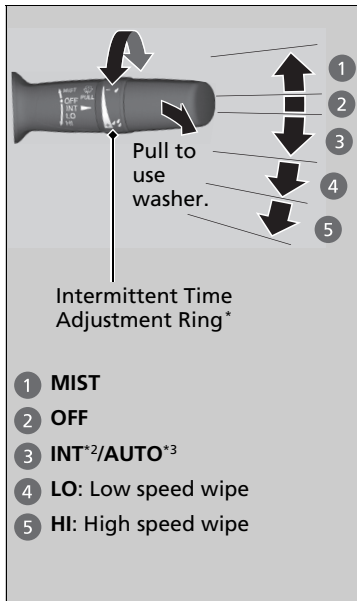 MIST
PULL
OFF
INT
LO
HI
Pull to
use
washer.
1
2
3
4
5
Intermittent Time
Adjustment Ring*
1 MIST
2 OFF
3 INT*2/AUTO*3
4 LO: Low speed wipe
5 HI: High speed wipe